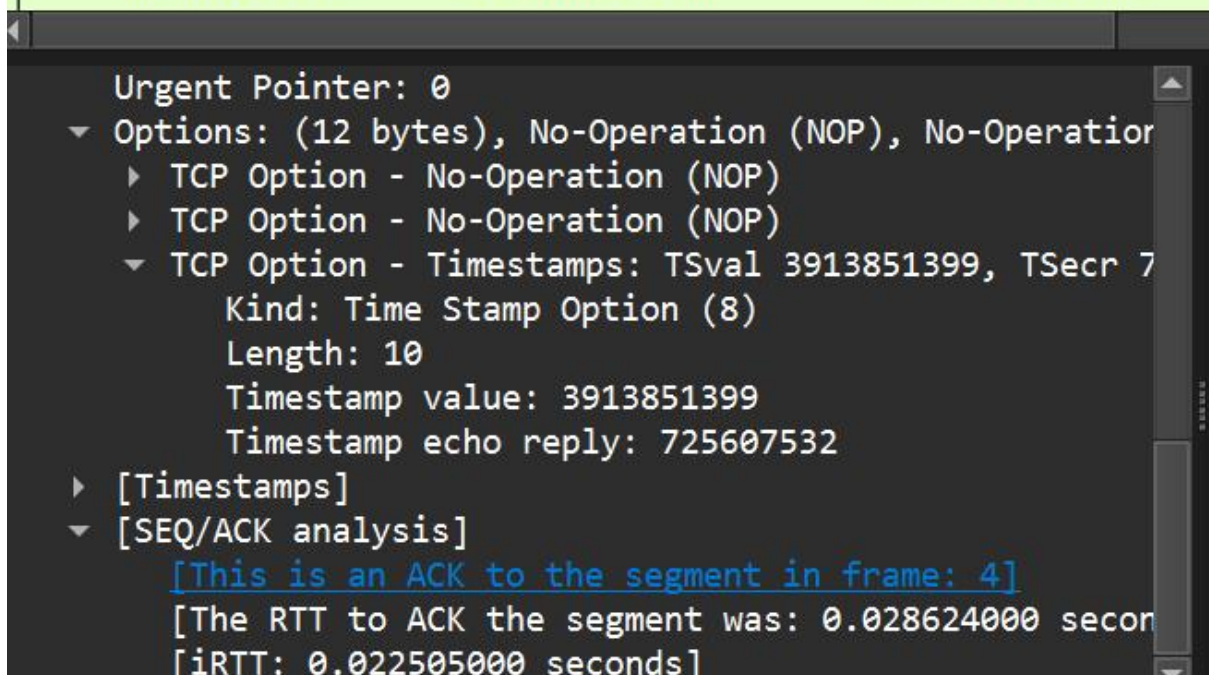 Urgent Pointer: 0
Options: (12 bytes), No-Operation (NOP), No-Operation
TCP Option - No-Operation (NOP)
TCP Option - No-Operation (NOP)
TCP Option - Timestamps: TSval 3913851399, TSecr 7
Kind: Time Stamp Option (8)
Length: 10
Timestamp value: 3913851399
Timestamp echo reply: 725607532
[Timestamps]
[SEQ/ACK analysis]
[This is an ACK to the segment in frame: 4]
[The RTT to ACK the segment was: 0.028624000 secon
[iRTT: 0.022505000 seconds]